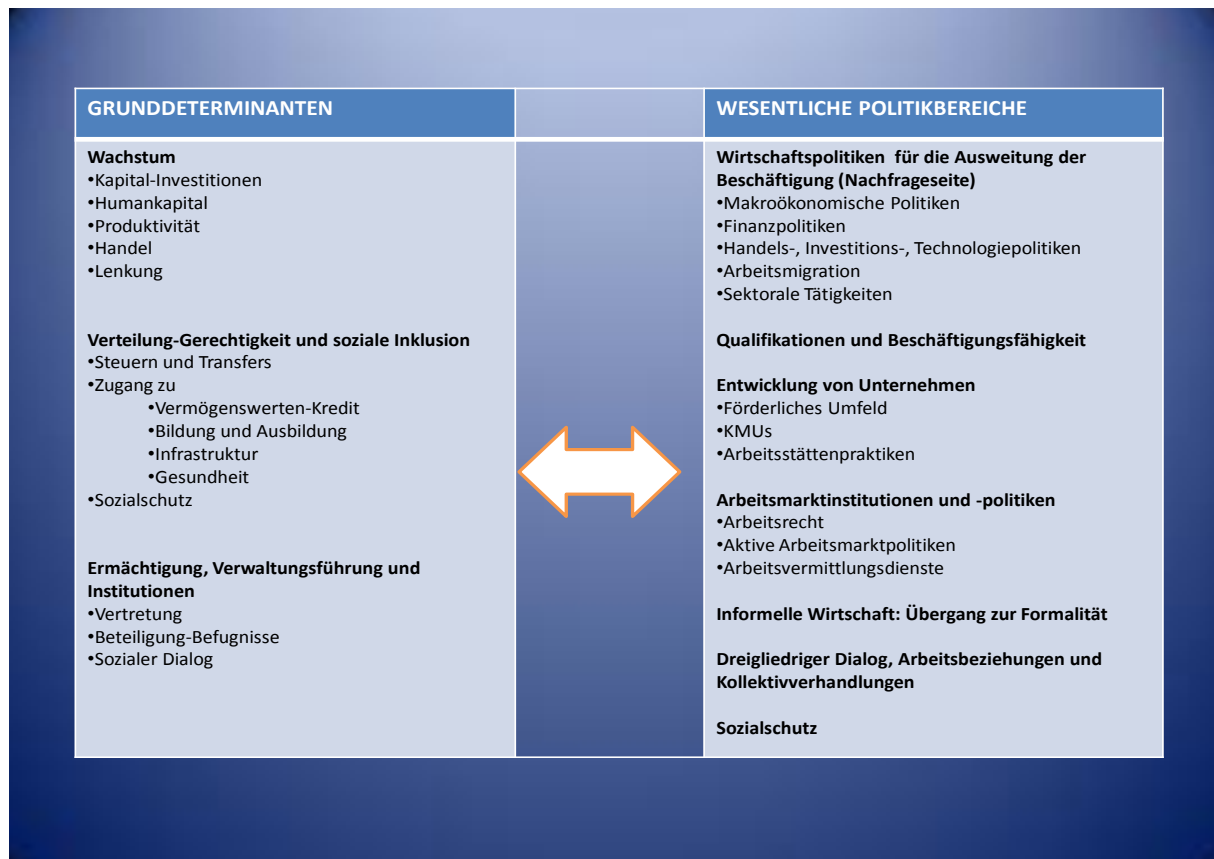 GRUNDDETERMINANTEN
Wachstum
•Kapital-Investitionen
•Humankapital
•Produktivität
•Handel
•Lenkung
Verteilung-Gerechtigkeit und soziale Inklusion
•Steuern und Transfers
•Zugang zu
•Vermögenswerten-Kredit
•Bildung und Ausbildung
•Infrastruktur
•Gesundheit
•Sozialschutz
Ermächtigung, Verwaltungsführung und
Institutionen
•Vertretung
•Beteiligung-Befugnisse
•Sozialer Dialog
WESENTLICHE POLITIKBEREICHE
Wirtschaftspolitiken für die Ausweitung der
Beschäftigung (Nachfrageseite)
•Makroökonomische Politiken
•Finanzpolitiken
•Handels-, Investitions-, Technologiepolitiken
•Arbeitsmigration
•Sektorale Tätigkeiten
Qualifikationen und Beschäftigungsfähigkeit
Entwicklung von Unternehmen
•Förderliches Umfeld
•KMUs
•Arbeitsstättenpraktiken
Arbeitsmarktinstitutionen und -politiken
•Arbeitsrecht
•Aktive Arbeitsmarktpolitiken
•Arbeitsvermittlungsdienste
Informelle Wirtschaft: Übergang zur Formalität
Dreigliedriger Dialog, Arbeitsbeziehungen und
Kollektivverhandlungen
Sozialschutz